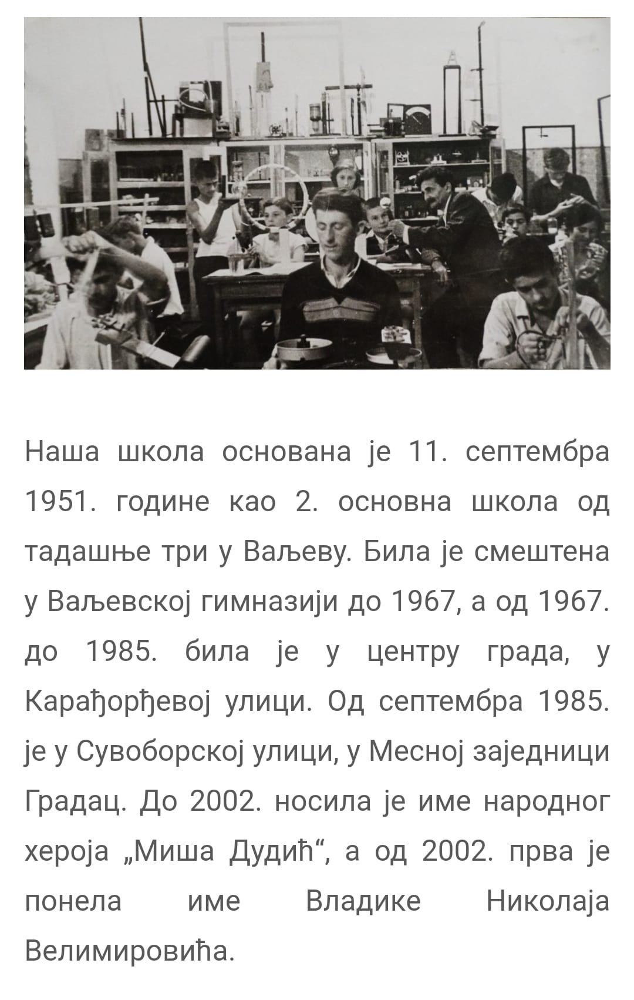 Наша школа основана је 11. септембра
1951. године као 2. основна школа од
тадашње три у Ваљеву. Била је смештена
у Ваљевској гимназији до 1967, а од 1967.
до 1985. била је у центру града, у
Карађорђевој улици. Од септембра 1985.
је у Сувоборској улици, у Месној заједници
Градац. До 2002. носила је име народног
хероја „Миша Дудић“, а од 2002. прва је
понела име Владике Николаја
Велимировића.